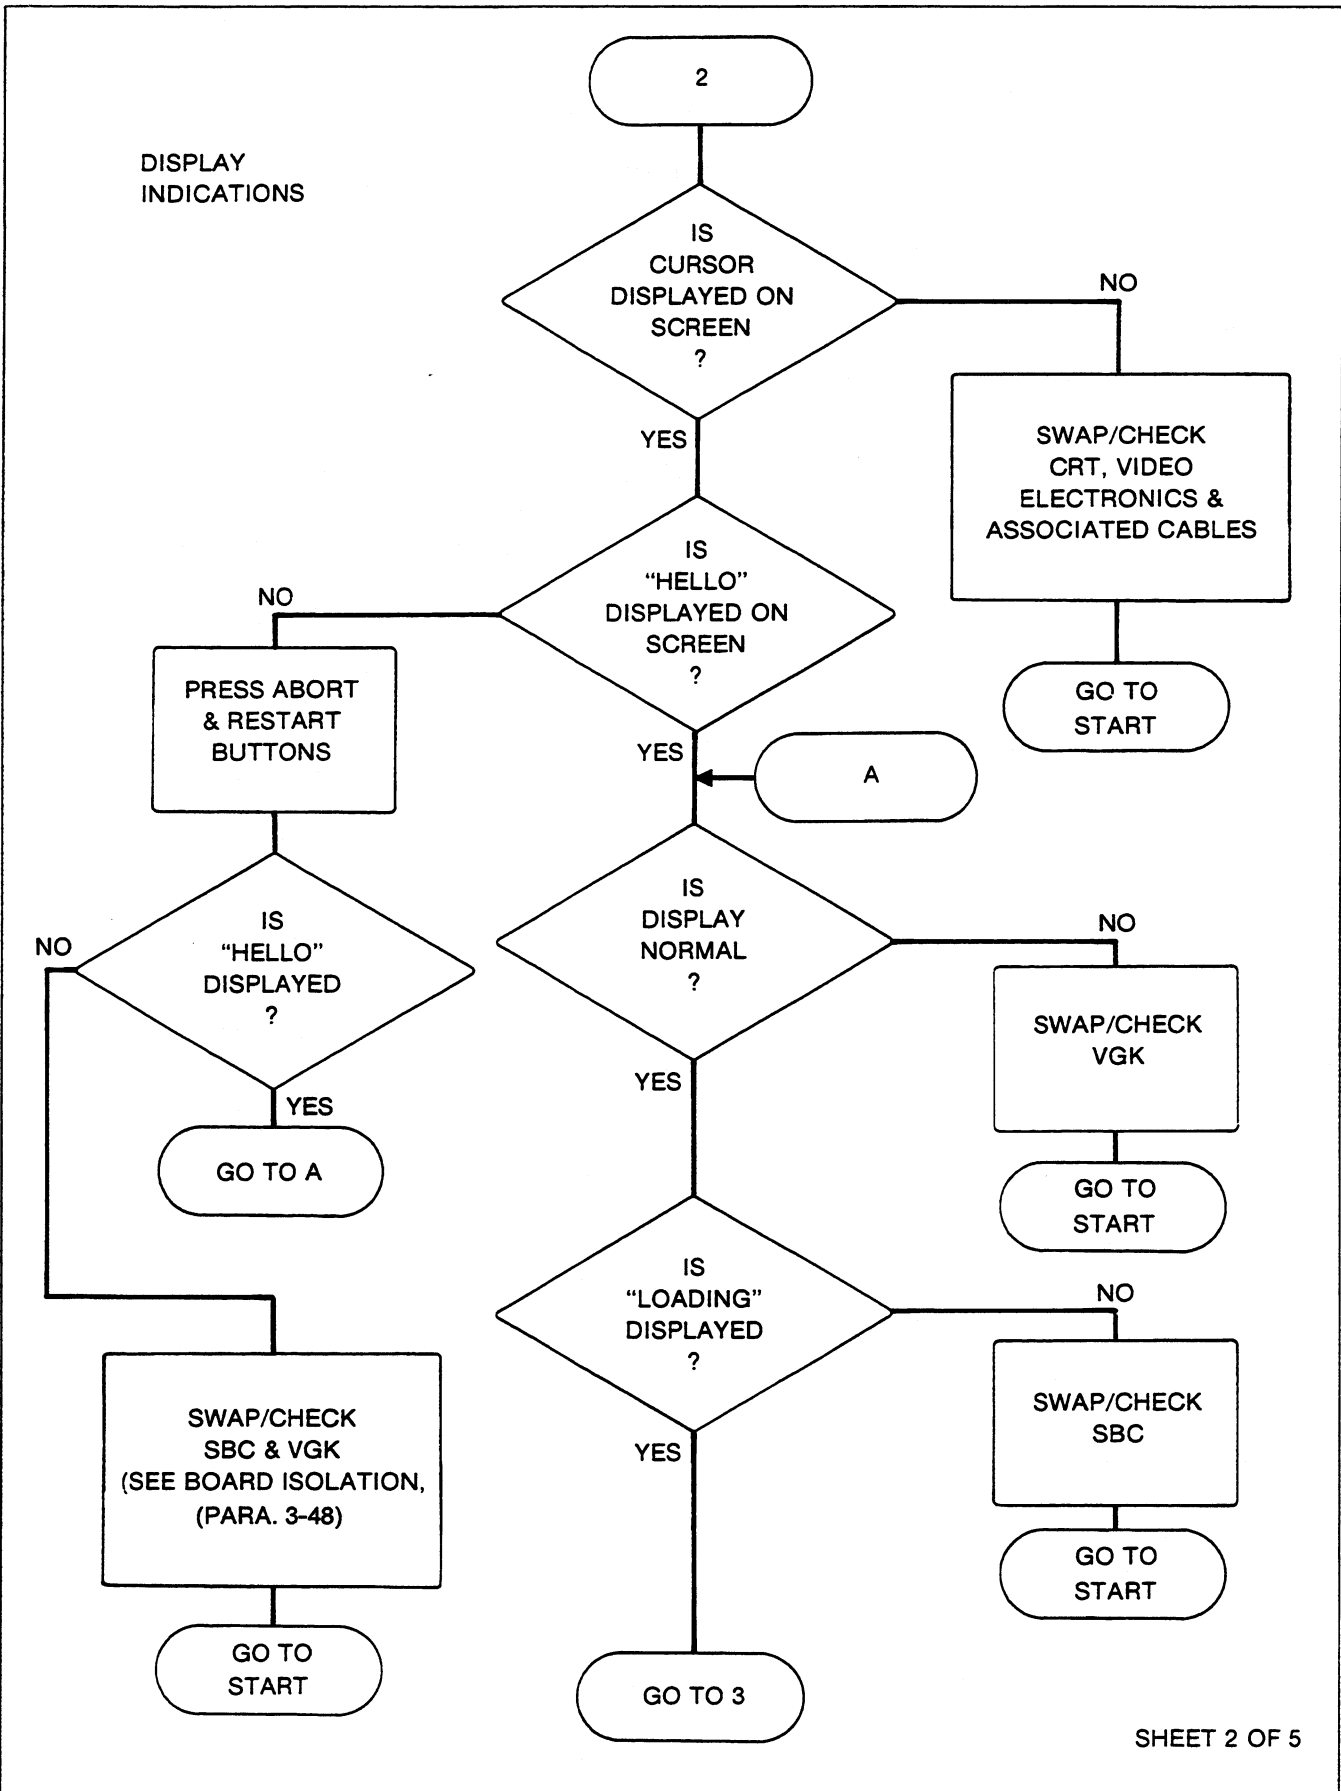 2
DISPLAY
INDICATIONS
IS
CURSOR
DISPLAYED ON
SCREEN
?
NO
SWAP/CHECK
CRT, VIDEO
ELECTRONICS &
ASSOCIATED CABLES
GO TO
START
YES
IS
“HELLO”
DISPLAYED ON
SCREEN
?
NO
PRESS ABORT
& RESTART
BUTTONS
IS
“HELLO”
DISPLAYED
?
NO
YES
GO TO A
SWAP/CHECK
SBC & VGK
(SEE BOARD ISOLATION,
(PARA. 3-48)
GO TO
START
YES
A
IS
DISPLAY
NORMAL
?
NO
SWAP/CHECK
VGK
GO TO
START
YES
IS
“LOADING”
DISPLAYED
?
NO
SWAP/CHECK
SBC
GO TO
START
YES
GO TO 3
SHEET 2 OF 5